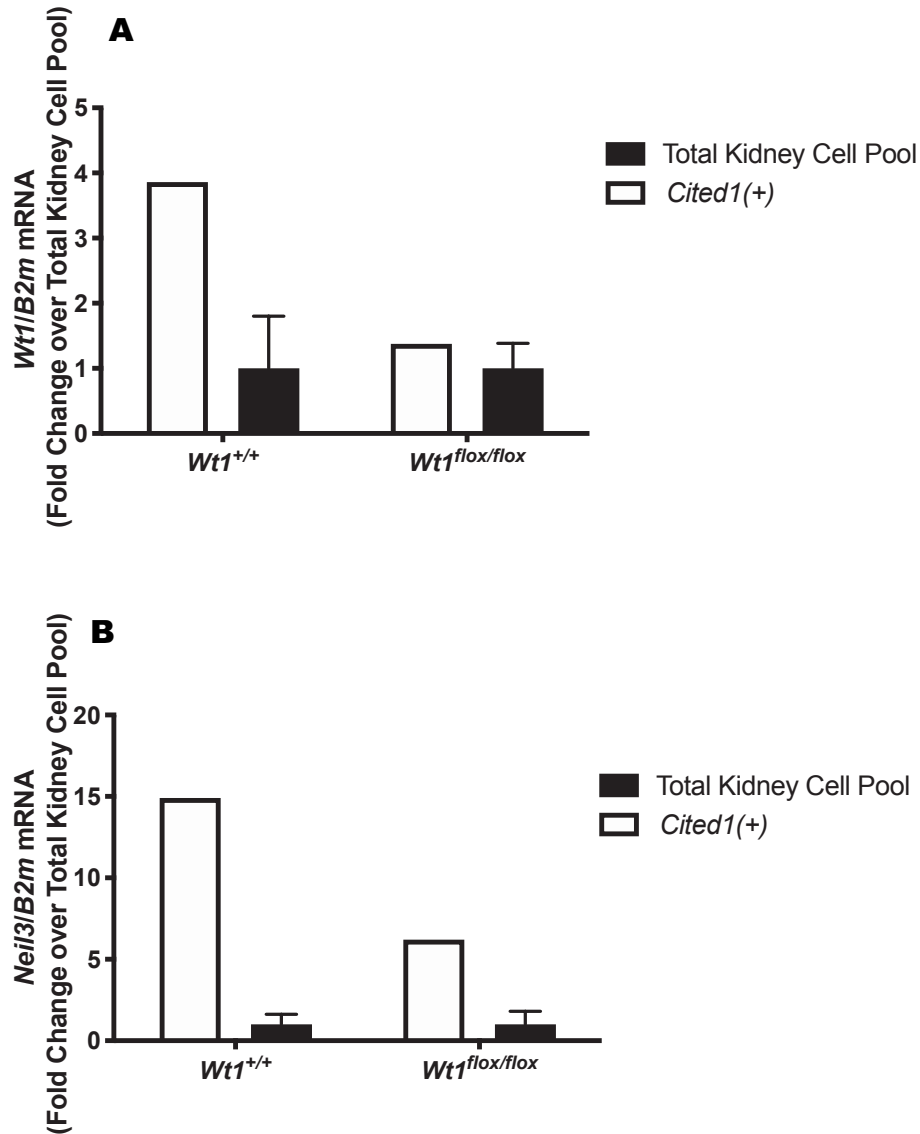 A
Wt1/B2m mRNA
(Fold Change over Total Kidney Cell Pool)
5
4
3
2
1
0
Wt1+/+
Wt1flox/flox
Total Kidney Cell Pool
Cited1(+)
B
Neil3/B2m mRNA
(Fold Change over Total Kidney Cell Pool)
20
15
10
5
0
Wt1+/+
Wt1flox/flox
Total Kidney Cell Pool
Cited1(+)